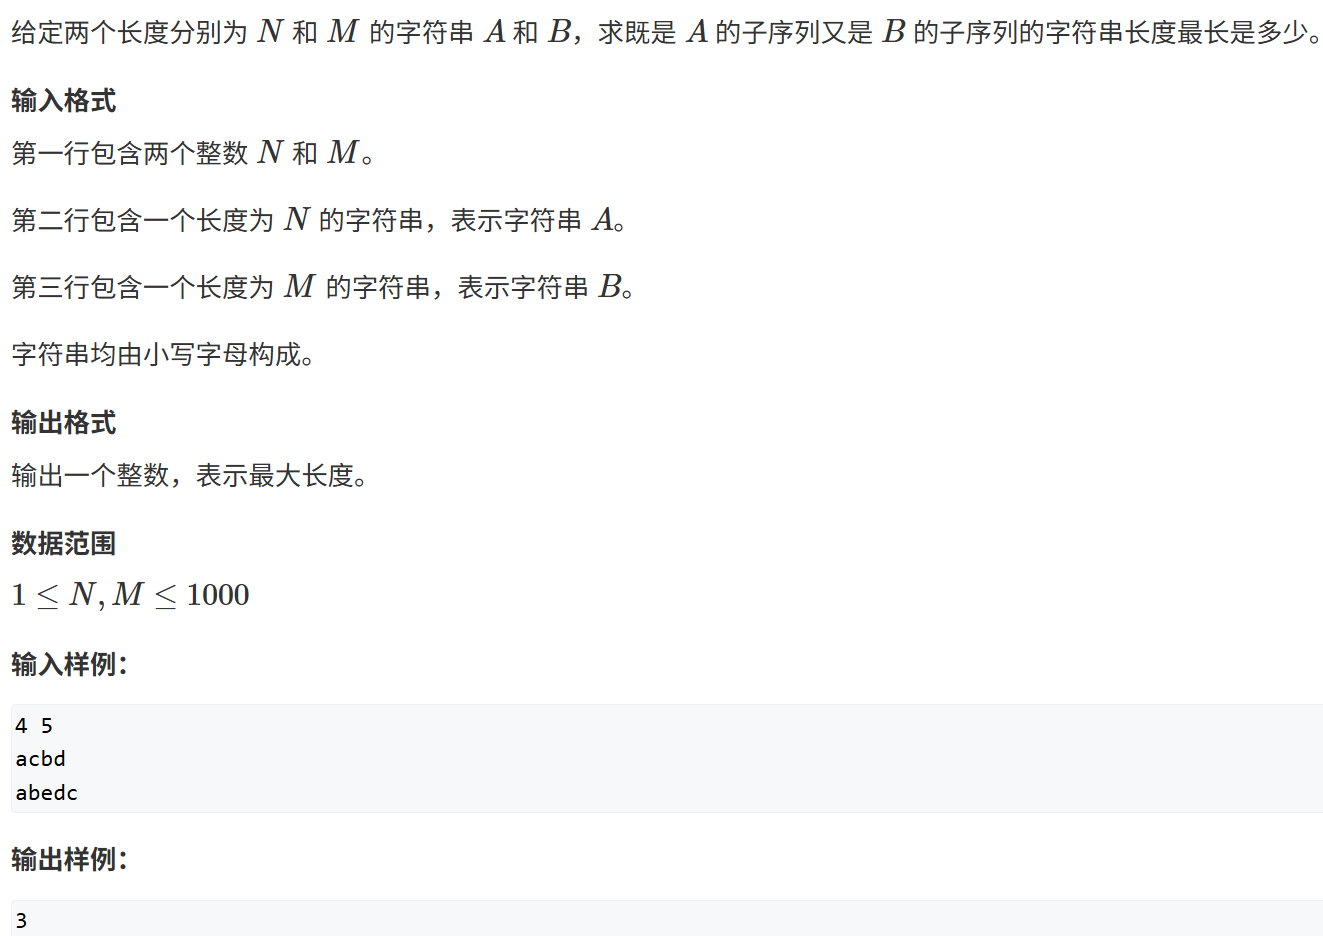 给定两个长度分别为 N 和 M 的字符串 A 和 B，求既是 A 的子序列又是 B 的子序列的字符串长度最长是多少。
输入格式
第一行包含两个整数 N 和 M。
第二行包含一个长度为 N 的字符串，表示字符串 A。
第三行包含一个长度为 M 的字符串，表示字符串 B。
字符串均由小写字母构成。
输出格式
输出一个整数，表示最大长度。
数据范围
1 ≤ N, M ≤ 1000
输入样例：
4 5
acbd
abedc
输出样例：
3